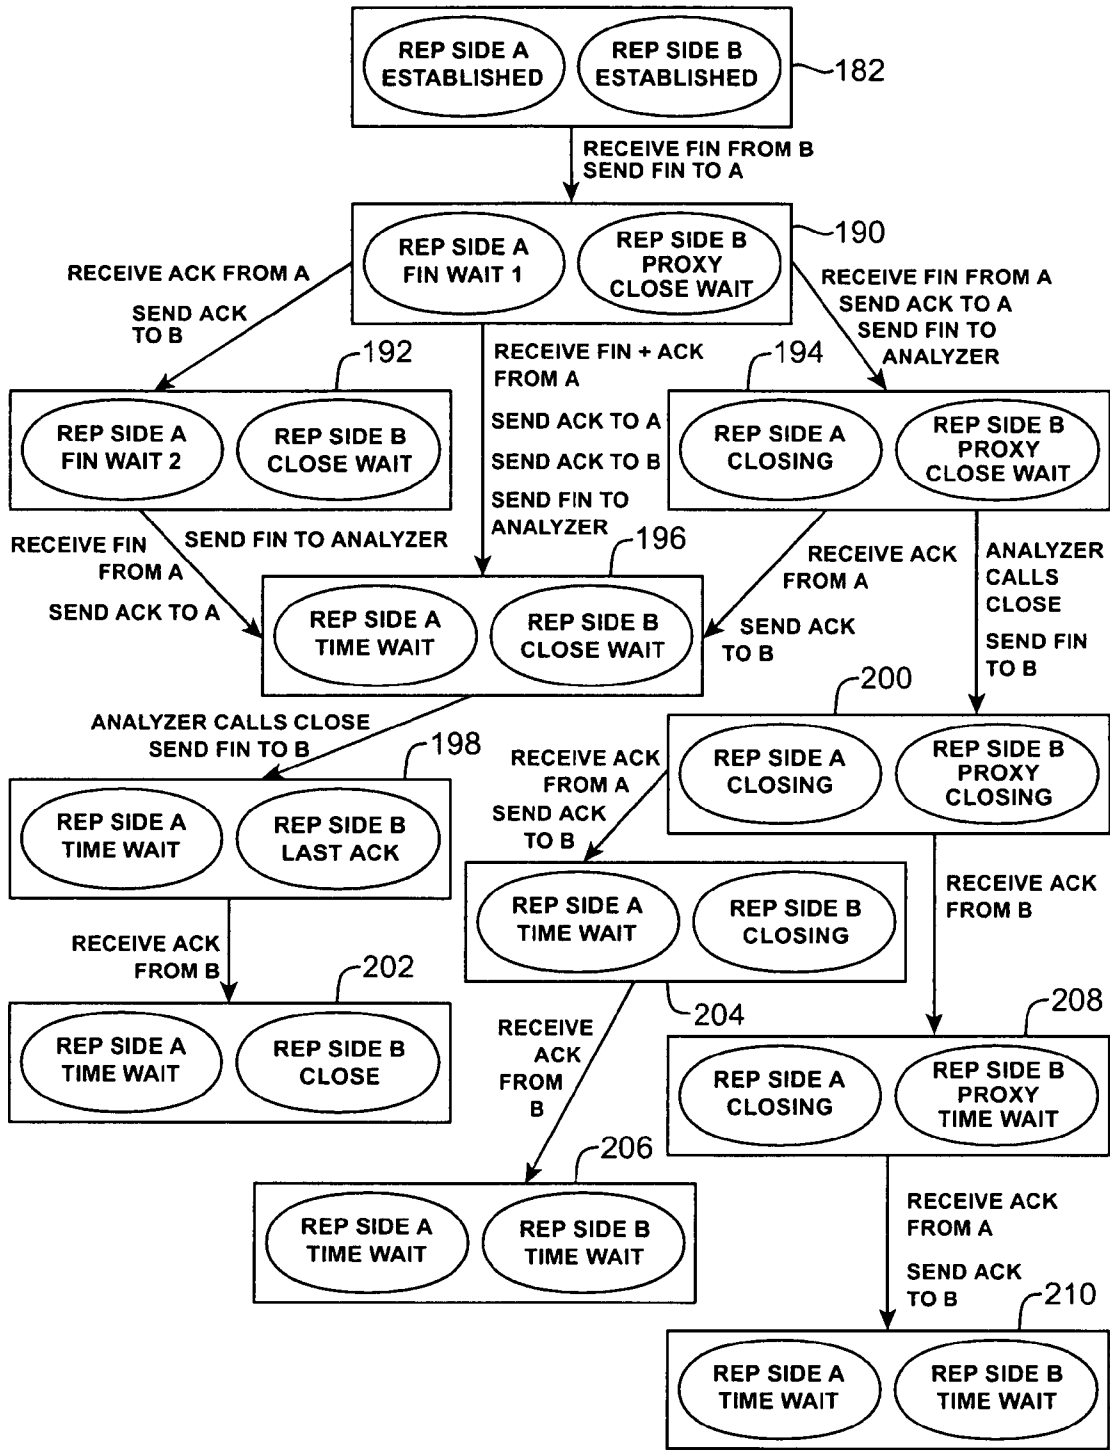 REP SIDE A
ESTABLISHED
REP SIDE B
ESTABLISHED
182
RECEIVE FIN FROM B
SEND FIN TO A
REP SIDE A
FIN WAIT 1
REP SIDE B
PROXY
CLOSE WAIT
190
RECEIVE ACK FROM A
SEND ACK
TO B
RECEIVE FIN + ACK
FROM A
SEND ACK TO A
SEND ACK TO B
SEND FIN TO
ANALYZER
RECEIVE FIN FROM A
SEND ACK TO A
SEND FIN TO
ANALYZER
192
REP SIDE A
FIN WAIT 2
REP SIDE B
CLOSE WAIT
194
REP SIDE A
CLOSING
REP SIDE B
PROXY
CLOSE WAIT
RECEIVE FIN
FROM A
SEND ACK TO A
SEND FIN TO ANALYZER
196
REP SIDE A
TIME WAIT
REP SIDE B
CLOSE WAIT
RECEIVE ACK
FROM A
SEND ACK
TO B
ANALYZER
CALLS
CLOSE
SEND FIN
TO B
ANALYZER CALLS CLOSE
SEND FIN TO B
198
REP SIDE A
TIME WAIT
REP SIDE B
LAST ACK
200
REP SIDE A
CLOSING
REP SIDE B
PROXY
CLOSING
RECEIVE ACK
FROM A
SEND ACK
TO B
RECEIVE ACK
FROM B
REP SIDE A
TIME WAIT
REP SIDE B
CLOSING
204
RECEIVE ACK
FROM B
202
REP SIDE A
TIME WAIT
REP SIDE B
CLOSE
RECEIVE
ACK
FROM
B
208
REP SIDE A
CLOSING
REP SIDE B
PROXY
TIME WAIT
206
REP SIDE A
TIME WAIT
REP SIDE B
TIME WAIT
RECEIVE ACK
FROM A
SEND ACK
TO B
210
REP SIDE A
TIME WAIT
REP SIDE B
TIME WAIT